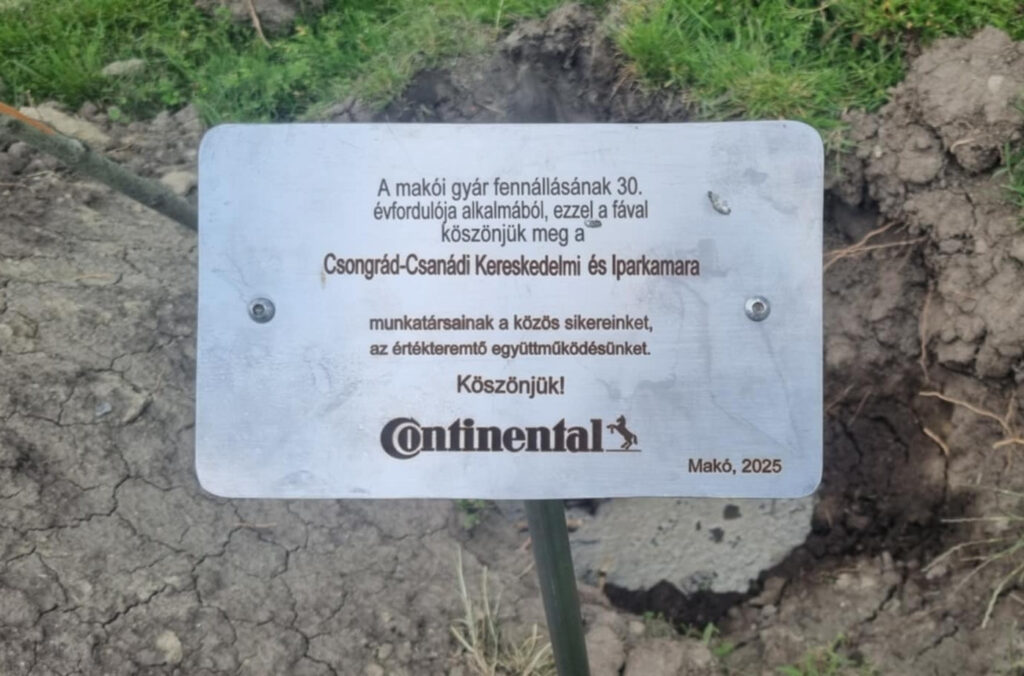 A makói gyár fennállásának 30.
évfordulója alkalmából, ezzel a fával
köszönjük meg a
Csongrád-Csanádi Kereskedelmi és Iparkamara
munkatársainak a közös sikereinket,
az értékteremtő együttműködésünket.
Köszönjük!
Continental
Makó, 2025